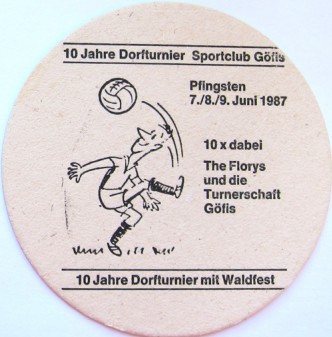 10 Jahre Dorfturnier Sportclub Göfis
Pfingsten
7./8./9. Juni 1987
10 x dabei
The Florys
und die
Turnerschaft
Göfis
10 Jahre Dorfturnier mit Waldfest